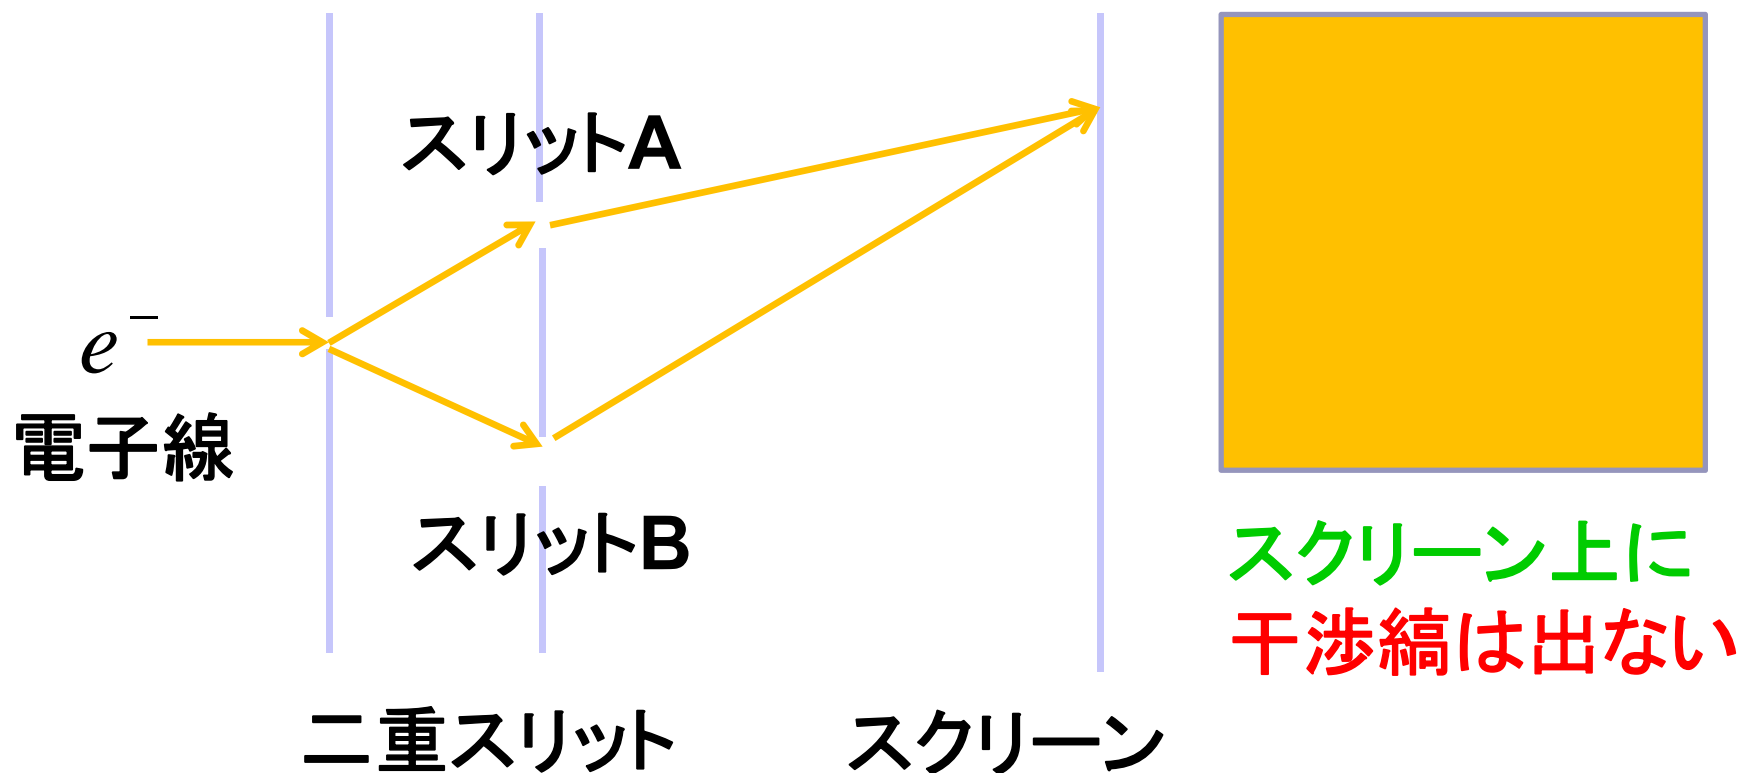 スリットA
e⁻
電子線
スリットB
二重スリット
スクリーン
スクリーン上に
干渉縞は出ない